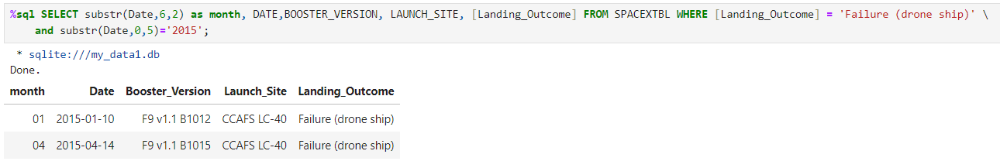 %sql SELECT substr(Date,6,2) as month, DATE,BOOSTER_VERSION, LAUNCH_SITE, [Landing_Outcome] FROM SPACEXTBL WHERE [Landing_Outcome] = 'Failure (drone ship)' \
and substr(Date,0,5)='2015';
* sqlite:///my_data1.db
Done.
month Date Booster_Version Launch_Site Landing_Outcome
01 2015-01-10 F9 v1.1 B1012 CCAFS LC-40 Failure (drone ship)
04 2015-04-14 F9 v1.1 B1015 CCAFS LC-40 Failure (drone ship)